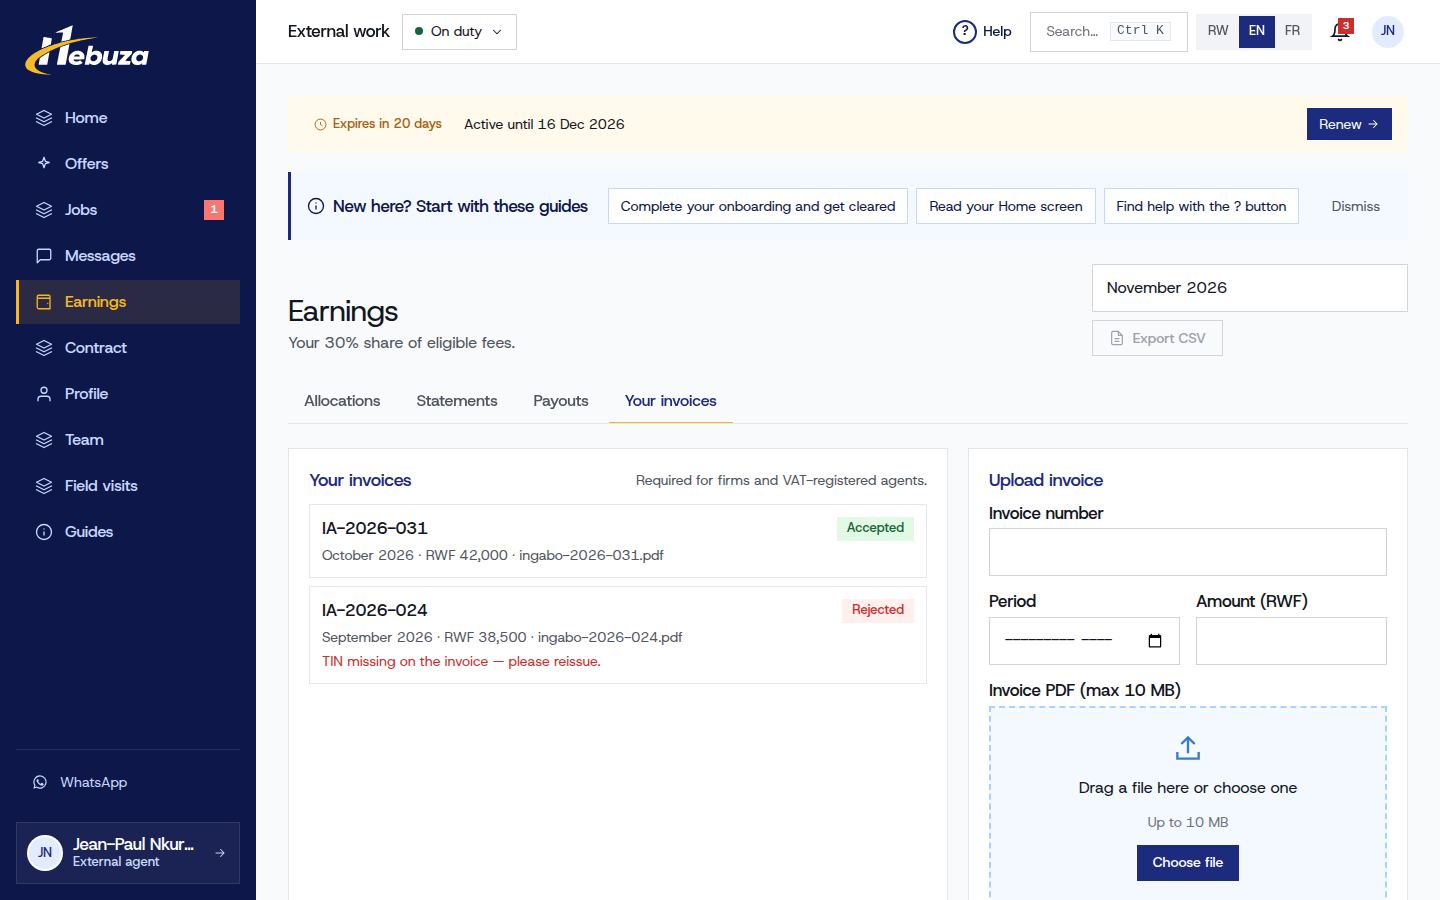 Hebuza
Home
Offers
Jobs 1
Messages
Earnings
Contract
Profile
Team
Field visits
Guides
WhatsApp
JN Jean-Paul Nkur...
External agent
External work On duty
? Help Search... Ctrl K RW EN FR 3 JN
Expires in 20 days Active until 16 Dec 2026 Renew →
New here? Start with these guides Complete your onboarding and get cleared Read your Home screen Find help with the ? button Dismiss
November 2026
Earnings
Your 30% share of eligible fees.
Export CSV
Allocations Statements Payouts Your invoices
Your invoices Required for firms and VAT-registered agents.
IA-2026-031 Accepted
October 2026 · RWF 42,000 · ingabo-2026-031.pdf
IA-2026-024 Rejected
September 2026 · RWF 38,500 · ingabo-2026-024.pdf
TIN missing on the invoice — please reissue.
Upload invoice
Invoice number
Period Amount (RWF)
--------- ----
Invoice PDF (max 10 MB)
Drag a file here or choose one
Up to 10 MB
Choose file